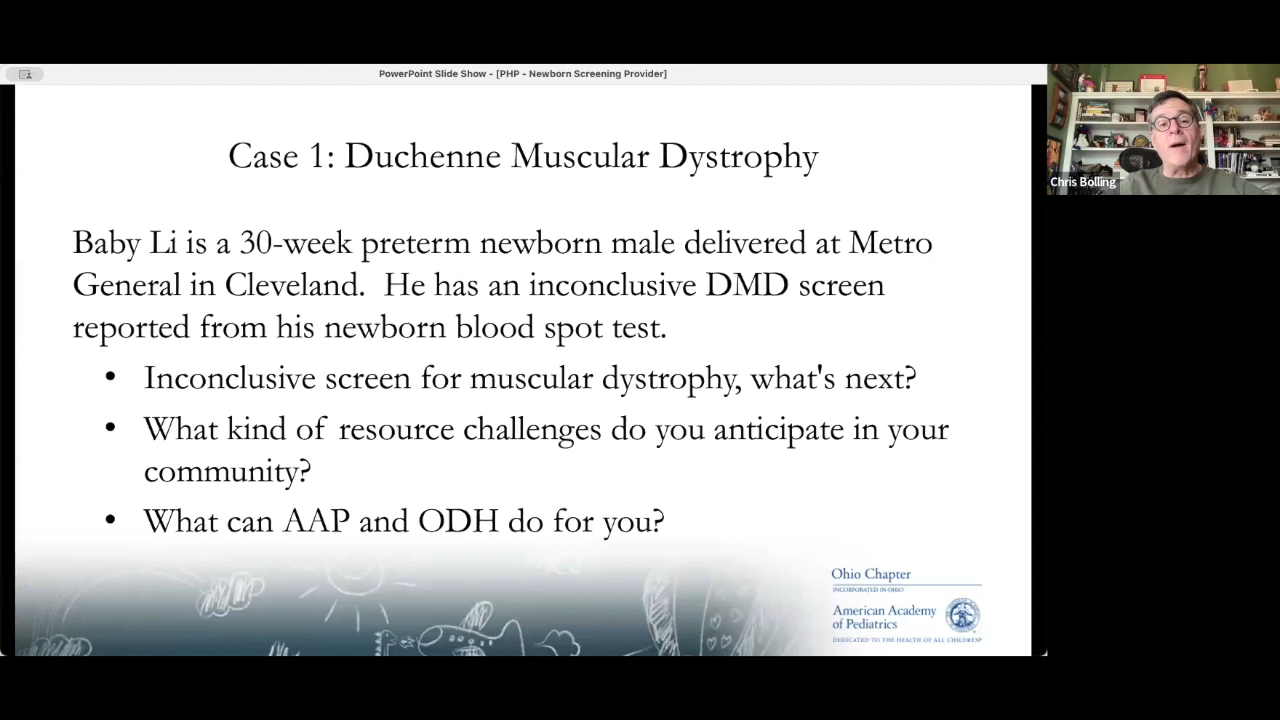 PowerPoint Slide Show - [PHP - Newborn Screening Provider]
Case 1: Duchenne Muscular Dystrophy
Baby Li is a 30-week preterm newborn male delivered at Metro
General in Cleveland.  He has an inconclusive DMD screen
reported from his newborn blood spot test.
• Inconclusive screen for muscular dystrophy, what's next?
• What kind of resource challenges do you anticipate in your
community?
• What can AAP and ODH do for you?
Ohio Chapter
INCORPORATED IN OHIO
American Academy
of Pediatrics
DEDICATED TO THE HEALTH OF ALL CHILDREN®
Chris Bolling